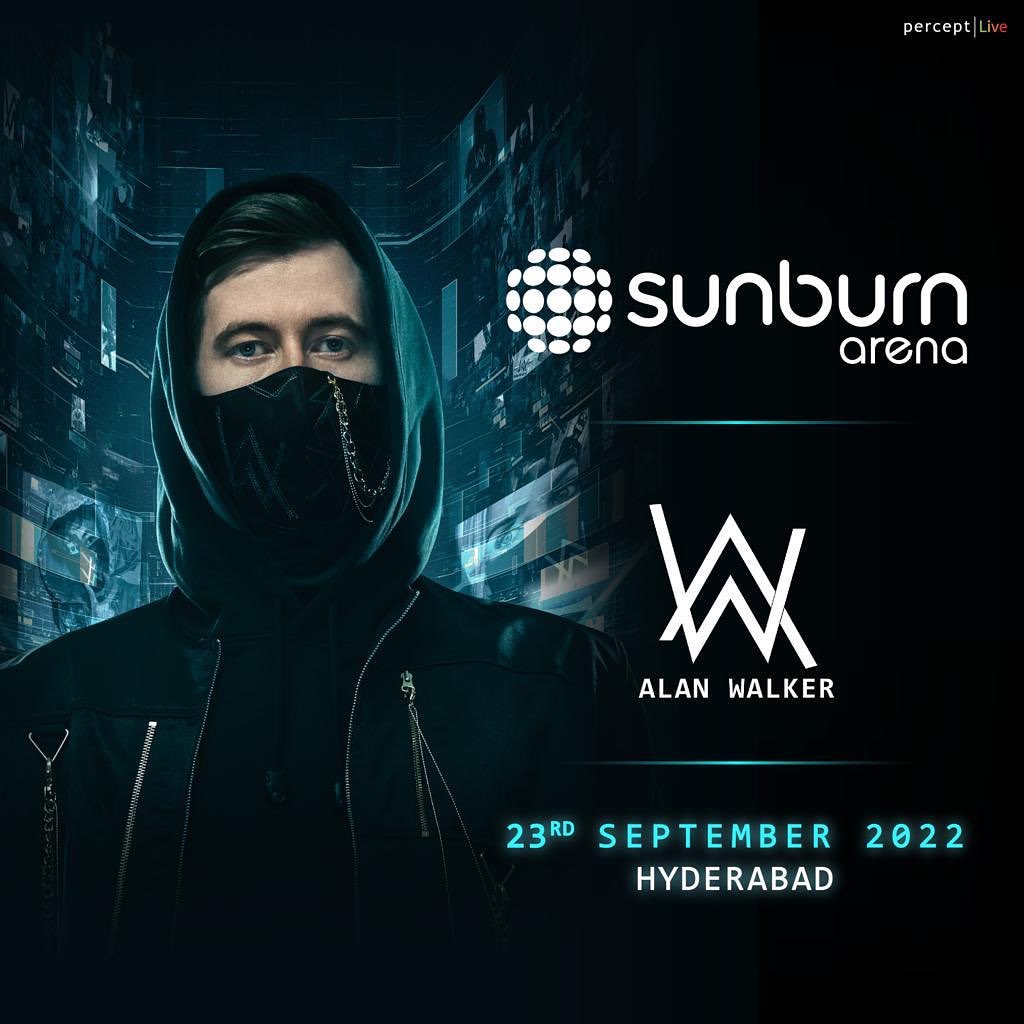 percept|Live
sunburn
arena
ALAN WALKER
23RD SEPTEMBER 2022
HYDERABAD